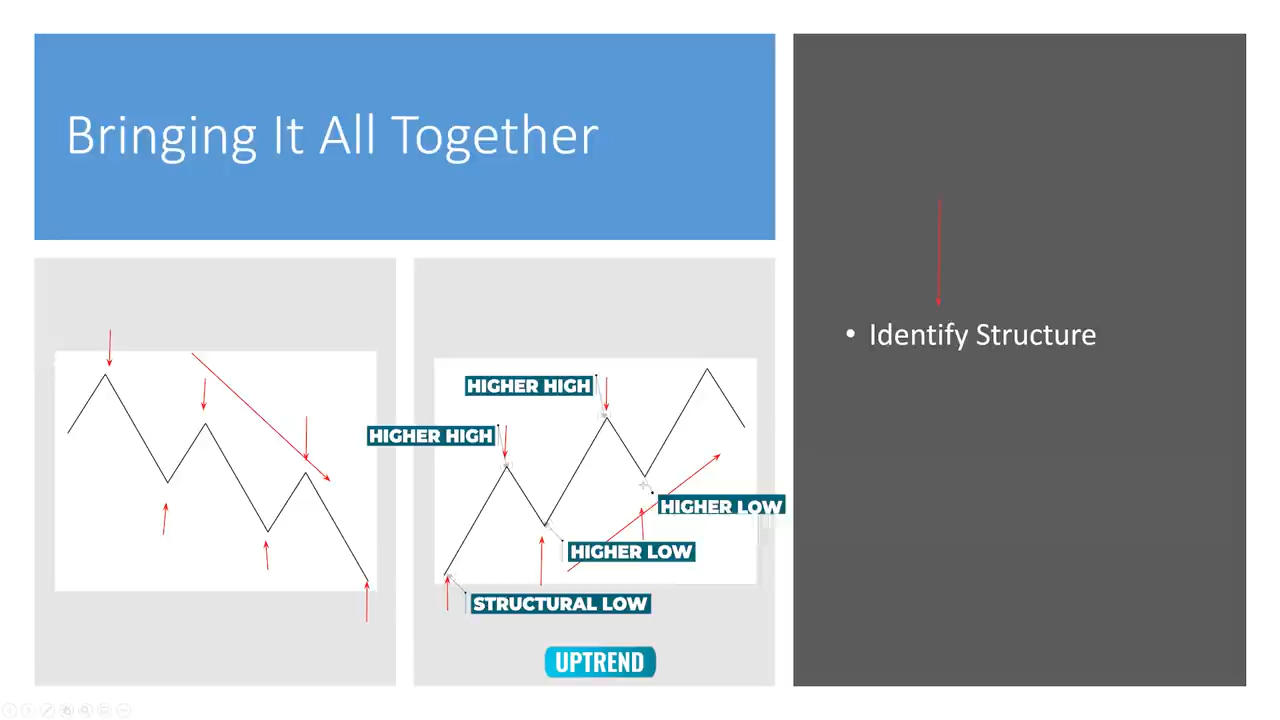 Bringing It All Together
HIGHER HIGH
HIGHER HIGH
HIGHER LOW
HIGHER LOW
STRUCTURAL LOW
UPTREND
• Identify Structure